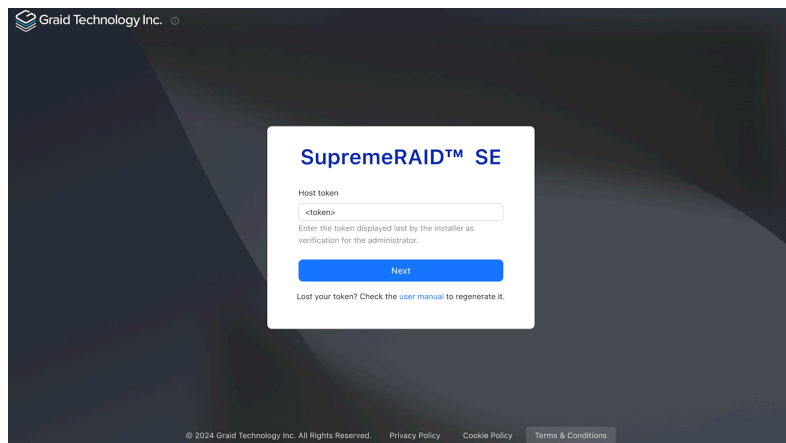 Graid Technology Inc.
SupremeRAID™ SE
Host token
<token>
Enter the token displayed last by the installer as
verification for the administrator.
Next
Lost your token? Check the user manual to regenerate it.
© 2024 Graid Technology Inc. All Rights Reserved. Privacy Policy Cookie Policy Terms & Conditions